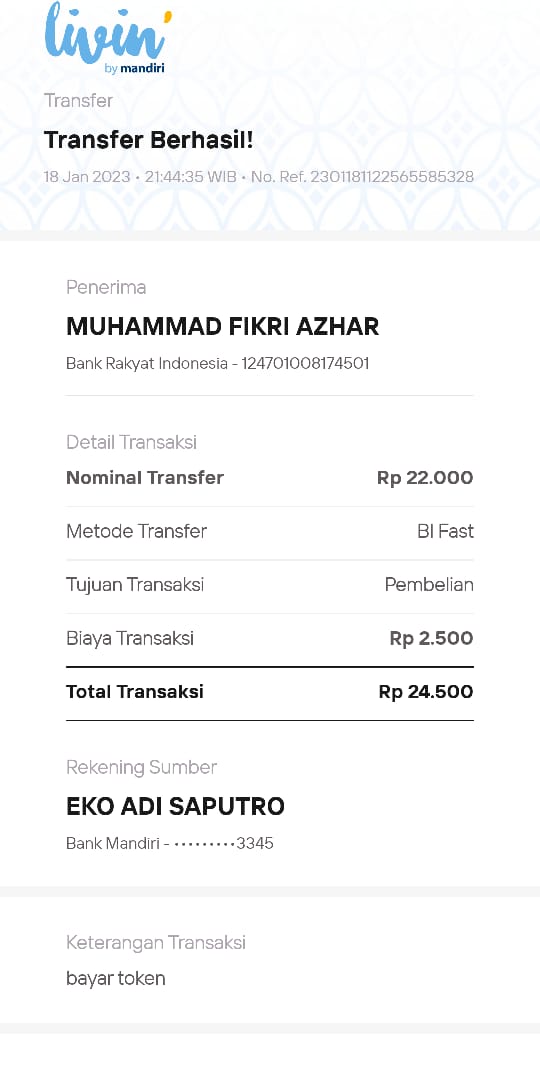 livin'
by mandiri
Transfer
Transfer Berhasil!
18 Jan 2023 • 21:44:35 WIB • No. Ref. 2301181122565585328
Penerima
MUHAMMAD FIKRI AZHAR
Bank Rakyat Indonesia - 124701008174501
Detail Transaksi
Nominal Transfer Rp 22.000
Metode Transfer BI Fast
Tujuan Transaksi Pembelian
Biaya Transaksi Rp 2.500
Total Transaksi Rp 24.500
Rekening Sumber
EKO ADI SAPUTRO
Bank Mandiri - •••••••••3345
Keterangan Transaksi
bayar token